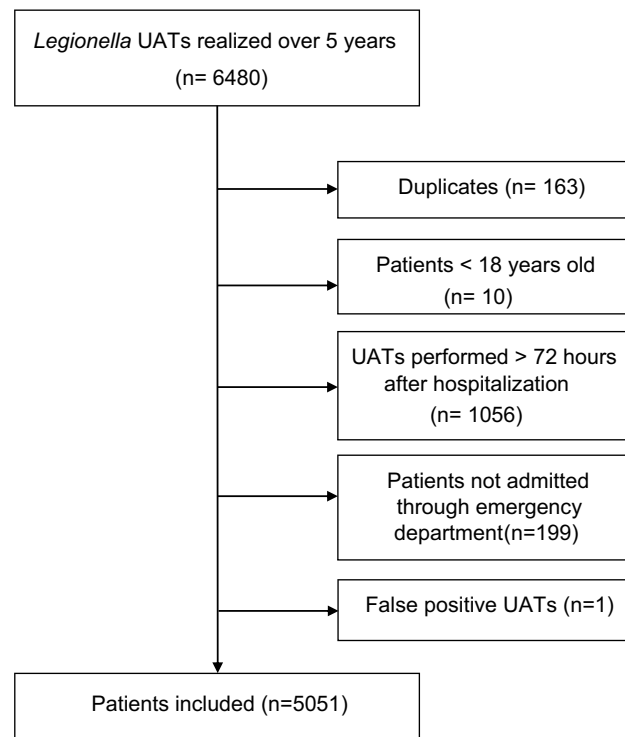 Legionella UATs realized over 5 years
(n= 6480)
Duplicates (n= 163)
Patients < 18 years old
(n= 10)
UATs performed > 72 hours
after hospitalization
(n= 1056)
Patients not admitted
through emergency
department(n=199)
False positive UATs (n=1)
Patients included (n=5051)